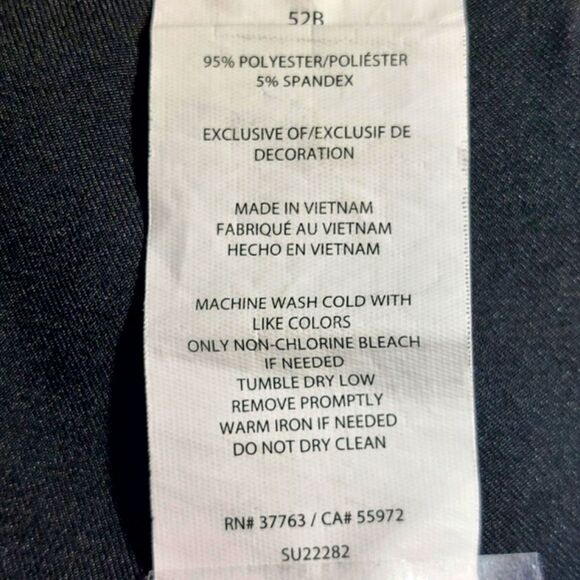 52R
95% POLYESTER/POLIÉSTER
5% SPANDEX
EXCLUSIVE OF/EXCLUSIF DE
DECORATION
MADE IN VIETNAM
FABRIQUÉ AU VIETNAM
HECHO EN VIETNAM
MACHINE WASH COLD WITH
LIKE COLORS
ONLY NON-CHLORINE BLEACH
IF NEEDED
TUMBLE DRY LOW
REMOVE PROMPTLY
WARM IRON IF NEEDED
DO NOT DRY CLEAN
RN# 37763 / CA# 55972
SU22282